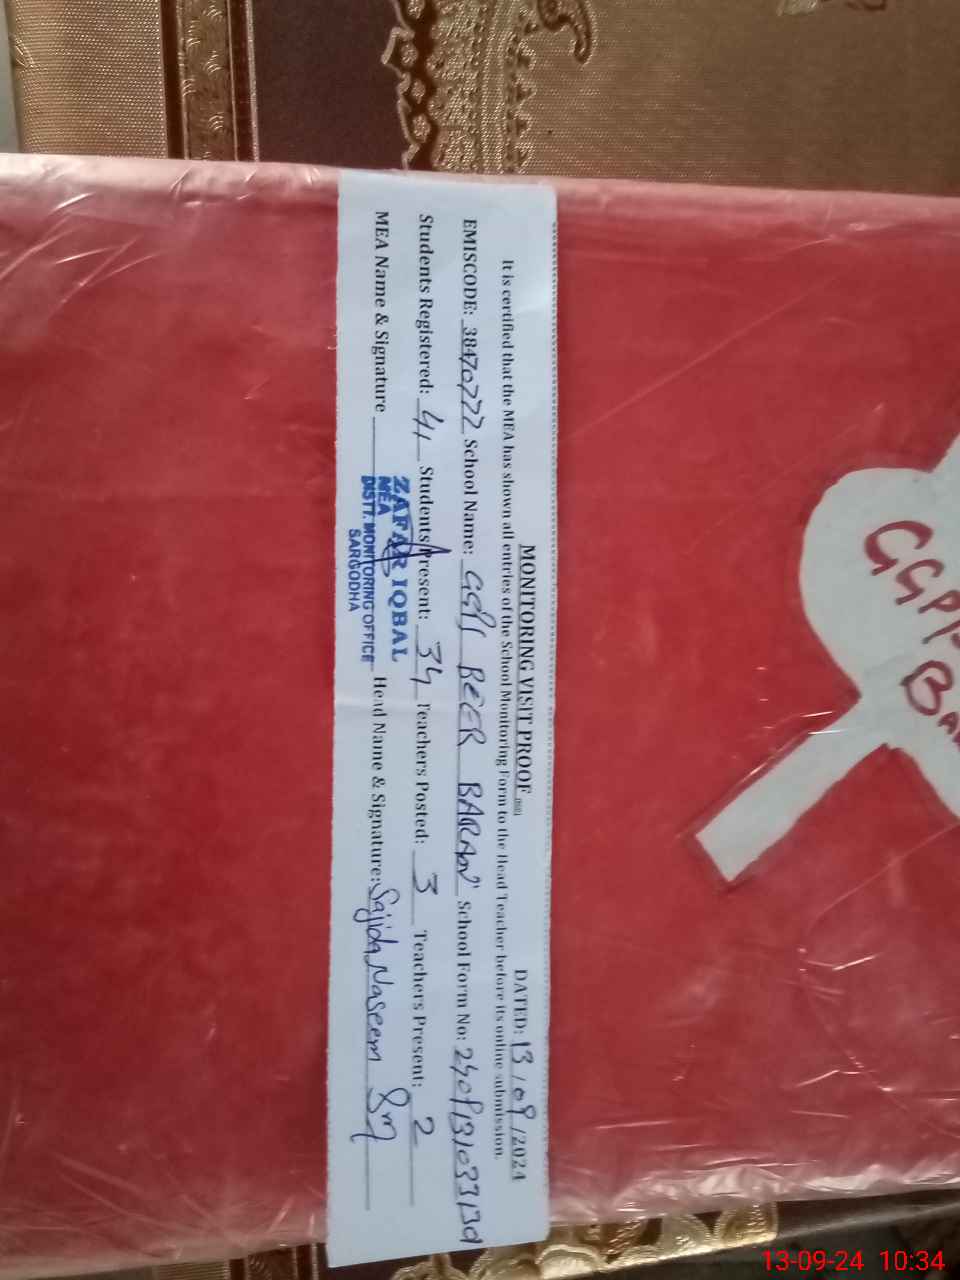 MONITORING VISIT PROOF DATED: 13/09/2024
It is certified that the MEA has shown all entries of the School Monitoring Form to the Head Teacher before its online submission.
EMISCODE: 38470722 School Name: GGPS BEER BARAN School Form No:
Students Registered: 41 Students Present: 34 Teachers Posted: 3 Teachers Present: 2
MEA Name & Signature Head Name & Signature: Sajida Naseem
ZAFAR IQBAL
MEA
DISTT. MONITORING OFFICE
SARGODHA
13-09-24 10:34